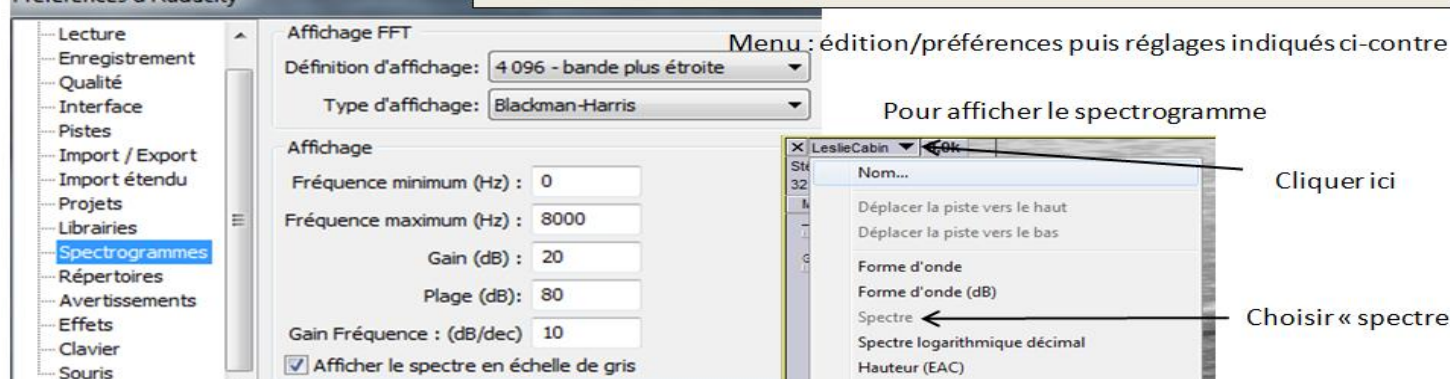 Préférences d'Audacity
Lecture
Enregistrement
Qualité
Interface
Pistes
Import / Export
Import étendu
Projets
Librairies
Spectrogrammes
Répertoires
Avertissements
Effets
Clavier
Souris
Affichage FFT
Définition d'affichage: 4 096 - bande plus étroite
Type d'affichage: Blackman-Harris
Affichage
Fréquence minimum (Hz) : 0
Fréquence maximum (Hz) : 8000
Gain (dB) : 20
Plage (dB): 80
Gain Fréquence : (dB/dec) 10
Afficher le spectre en échelle de gris
Menu : édition/préférences puis réglages indiqués ci-contre
Pour afficher le spectrogramme
LeslieCabin
Sté
32
Nom...
Déplacer la piste vers le haut
Déplacer la piste vers le bas
Forme d'onde
Forme d'onde (dB)
Spectre
Spectre logarithmique décimal
Hauteur (EAC)
Cliquer ici
Choisir « spectre